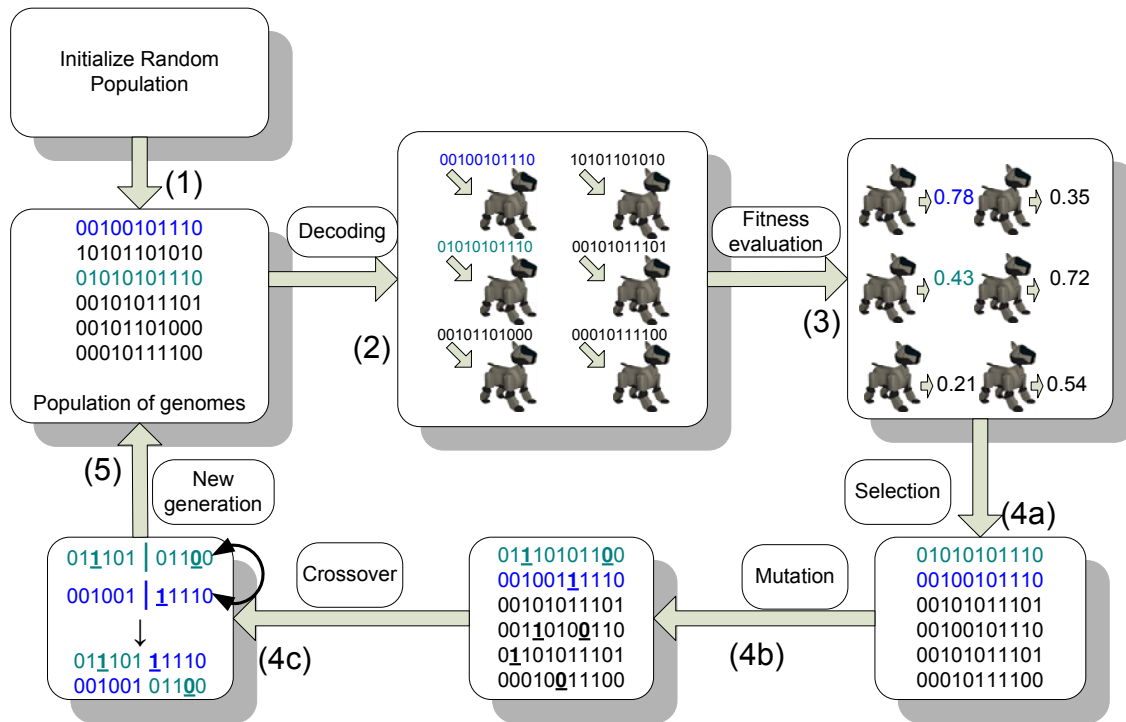 Initialize Random
Population
(1)
00100101110
10101101010
01010101110
00101011101
00101101000
00010111100
Population of genomes
Decoding
(2)
00100101110
10101101010
01010101110
00101011101
00101101000
00010111100
Fitness
evaluation
(3)
0.78
0.35
0.43
0.72
0.21
0.54
Selection
(4a)
01010101110
00100101110
00101011101
00100101110
00101011101
00010111100
Mutation
(4b)
01110101100
00100111110
00101011101
00110100110
01101011101
00010011100
Crossover
(4c)
011101 | 01100
001001 | 11110
↓
011101 11110
001001 01100
New
generation
(5)